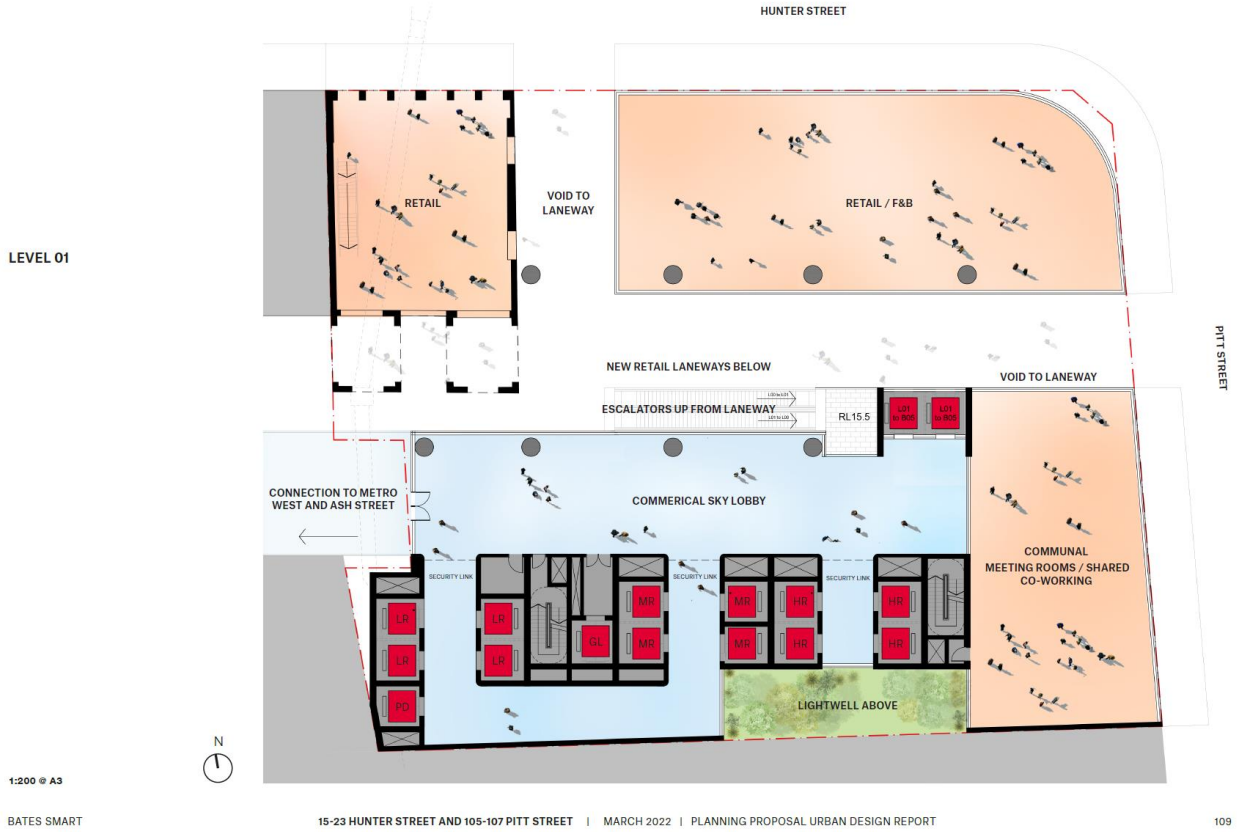 HUNTER STREET
LEVEL 01
RETAIL
VOID TO
LANEWAY
RETAIL / F&B
PITT STREET
NEW RETAIL LANEWAYS BELOW
VOID TO LANEWAY
ESCALATORS UP FROM LANEWAY
RL15.5
L01
to B05
L01
to B05
CONNECTION TO METRO
WEST AND ASH STREET
COMMERICAL SKY LOBBY
COMMUNAL
MEETING ROOMS / SHARED
CO-WORKING
SECURITY LINK
SECURITY LINK
SECURITY LINK
LR
LR
MR
MR
HR
HR
GL
LR
LR
MR
MR
HR
HR
PD
LIGHTWELL ABOVE
N
1:200 @ A3
BATES SMART
15-23 HUNTER STREET AND 105-107 PITT STREET | MARCH 2022 | PLANNING PROPOSAL URBAN DESIGN REPORT
109